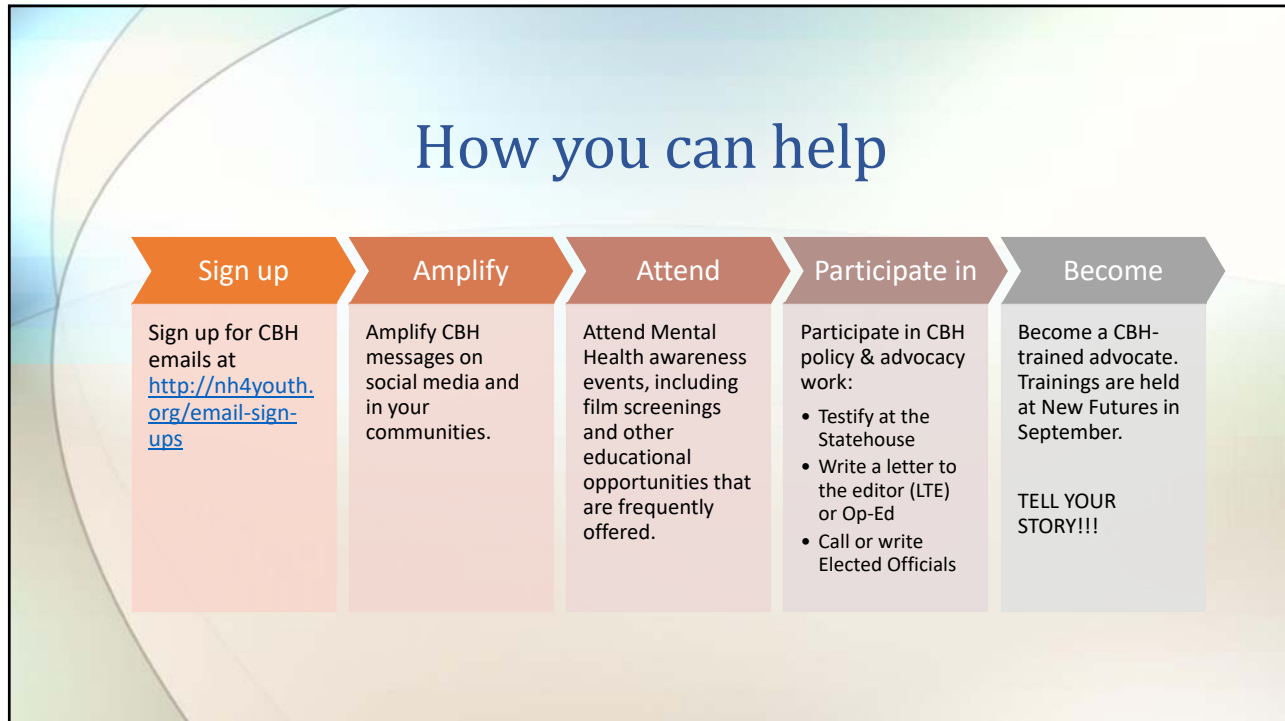 How you can help
Sign up
Sign up for CBH
emails at
http://nh4youth.
org/email-sign-
ups
Amplify
Amplify CBH
messages on
social media and
in your
communities.
Attend
Attend Mental
Health awareness
events, including
film screenings
and other
educational
opportunities that
are frequently
offered.
Participate in
Participate in CBH
policy & advocacy
work:
• Testify at the
Statehouse
• Write a letter to
the editor (LTE)
or Op-Ed
• Call or write
Elected Officials
Become
Become a CBH-
trained advocate.
Trainings are held
at New Futures in
September.
TELL YOUR
STORY!!!